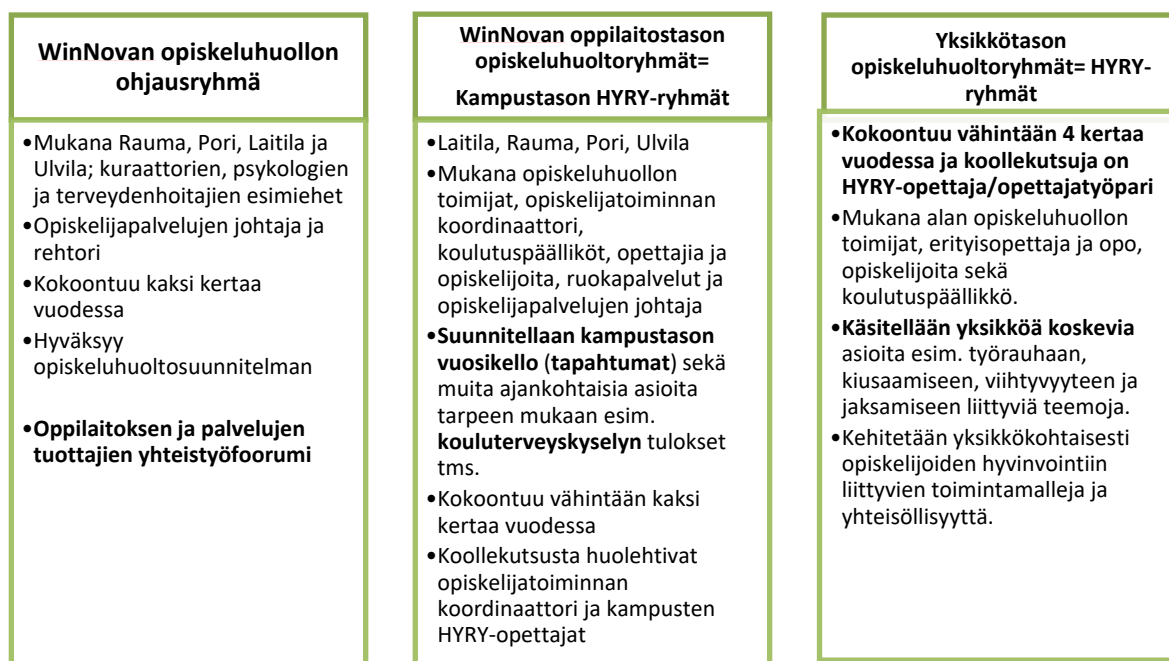 WinNovan opiskeluhuollon
ohjausryhmä
•Mukana Rauma, Pori, Laitila ja
Ulvila; kuraattorien, psykologien
ja terveydenhoitajien esimiehet
•Opiskelijapalvelujen johtaja ja
rehtori
•Kokoontuu kaksi kertaa
vuodessa
•Hyväksyy
opiskeluhuoltosuunnitelman
•Oppilaitoksen ja palvelujen
tuottajien yhteistyöfoorumi
WinNovan oppilaitostason
opiskeluhuoltoryhmät=
Kampustason HYRY-ryhmät
•Laitila, Rauma, Pori, Ulvila
•Mukana opiskeluhuollon
toimijat, opiskelijatoiminnan
koordinaattori,
koulutuspäälliköt, opettajia ja
opiskelijoita, ruokapalvelut ja
opiskelijapalvelujen johtaja
•Suunnitellaan kampustason
vuosikello (tapahtumat) sekä
muita ajankohtaisia asioita
tarpeen mukaan esim.
kouluterveyskyselyn tulokset
tms.
•Kokoontuu vähintään kaksi
kertaa vuodessa
•Koollekutsusta huolehtivat
opiskelijatoiminnan
koordinaattori ja kampusten
HYRY-opettajat
Yksikkötason
opiskeluhuoltoryhmät= HYRY-
ryhmät
•Kokoontuu vähintään 4 kertaa
vuodessa ja koollekutsuja on
HYRY-opettaja/opettajatyöpari
•Mukana alan opiskeluhuollon
toimijat, erityisopettaja ja opo,
opiskelijoita sekä
koulutuspäällikkö.
•Käsitellään yksikköä koskevia
asioita esim. työrauhaan,
kiusaamiseen, viihtyvyyteen ja
jaksamiseen liittyviä teemoja.
•Kehitetään yksikkökohtaisesti
opiskelijoiden hyvinvointiin
liittyvien toimintamalleja ja
yhteisöllisyyttä.